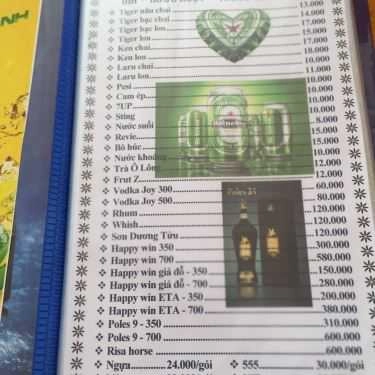 Tiger nâu chai 13.000
Tiger bạc chai 14.000
Tiger bạc lon 17.000
Tiger lon 15.000
Ken chai 17.000
Ken lon 18.000
Laru chai 11.000
Laru lon
Pesi 10.000
Cam ép 10.000
7UP 10.000
Sting 10.000
Nước suối 8.000
Revie 10.000
Bò húc
Nước khoáng 10.000
Trà Ô Lông 12.000
Frut Z 12.000
Vodka Joy 300 60.000
Vodka Joy 500 80.000
Rhum 120.000
Whish 120.000
Sơn Dương Tửu 120.000
Happy win 350 300.000
Happy win 700 580.000
Happy win giá đỗ - 350 150.000
Happy win giá đỗ - 700 280.000
Happy win ETA - 350 200.000
Happy win ETA - 700 380.000
Poles 9 - 350 310.000
Poles 9 - 700 600.000
Risa horse 600.000
Ngựa 24.000/gói 555 30.000/gói
Poles 25
Heineken